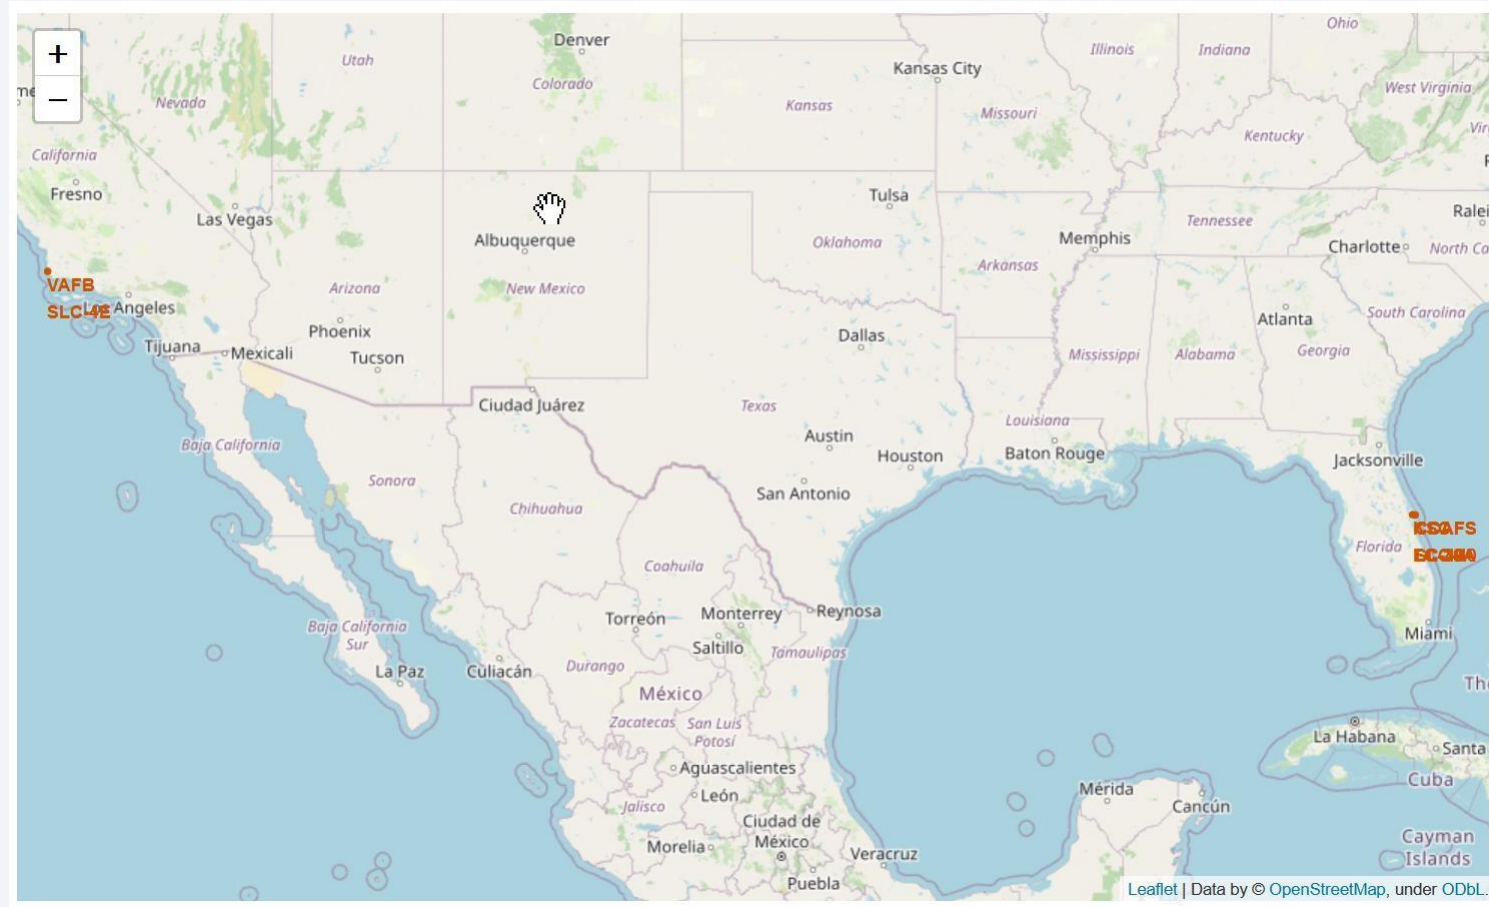 +
−
Denver
Ohio
Utah
Illinois
Indiana
Kansas City
Colorado
West Virginia
Nevada
Kansas
Missouri
Kentucky
California
Fresno
Tulsa
Las Vegas
Tennessee
Albuquerque
Oklahoma
Memphis
Charlotte
Arkansas
VAFB
SLC-4E
Angeles
Arizona
New Mexico
Phoenix
Dallas
Atlanta
South Carolina
Tijuana
Mexicali
Tucson
Mississippi
Alabama
Georgia
Ciudad Juárez
Texas
Louisiana
Baja California
Austin
Houston
Baton Rouge
Jacksonville
Sonora
San Antonio
Chihuahua
Florida
Coahuila
Torreón
Monterrey
Reynosa
Baja California
Sur
Saltillo
Tamaulipas
Miami
La Paz
Culiacán
Durango
México
Zacatecas
San Luis
Potosí
La Habana
Santa
Aguascalientes
Cuba
León
Mérida
Jalisco
Cancún
Ciudad de
México
Cayman
Islands
Morelia
Veracruz
Puebla
Leaflet | Data by © OpenStreetMap, under ODbL.